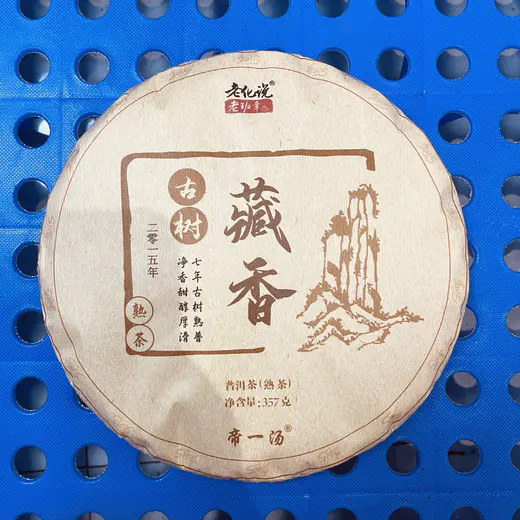 老化说®
老班章
古树
藏香
二零一五年
七年古树熟普
净香甜醇厚滑
熟茶
普洱茶(熟茶)
净含量:357克
帝一汤®